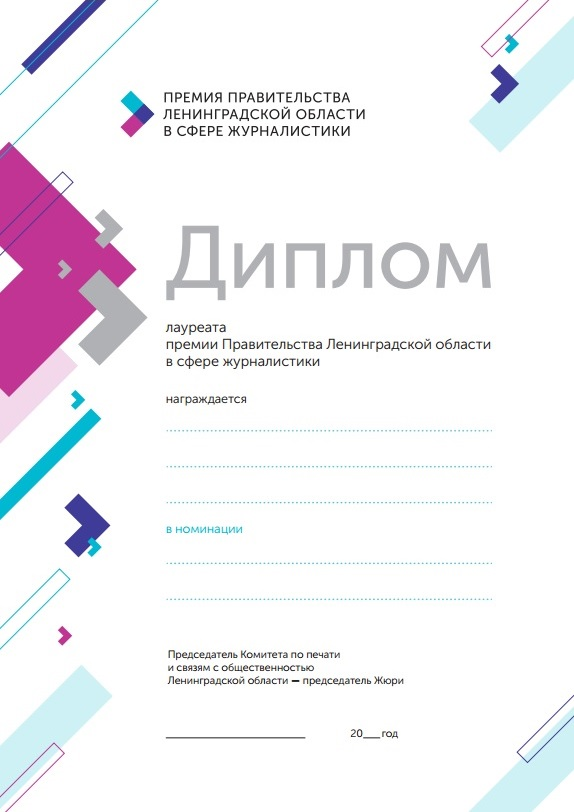 ПРЕМИЯ ПРАВИТЕЛЬСТВА
ЛЕНИНГРАДСКОЙ ОБЛАСТИ
В СФЕРЕ ЖУРНАЛИСТИКИ
Диплом
лауреата
премии Правительства Ленинградской области
в сфере журналистики
награждается
в номинации
Председатель Комитета по печати
и связям с общественностью
Ленинградской области — председатель Жюри
20___ год